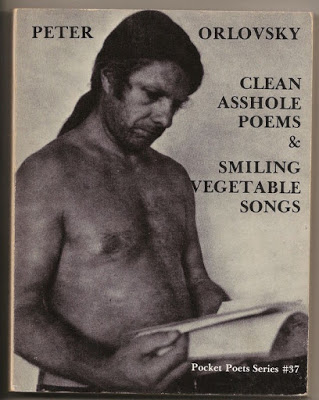 PETER ORLOVSKY
CLEAN
ASSHOLE
POEMS
&
SMILING
VEGETABLE
SONGS
Pocket Poets Series #37